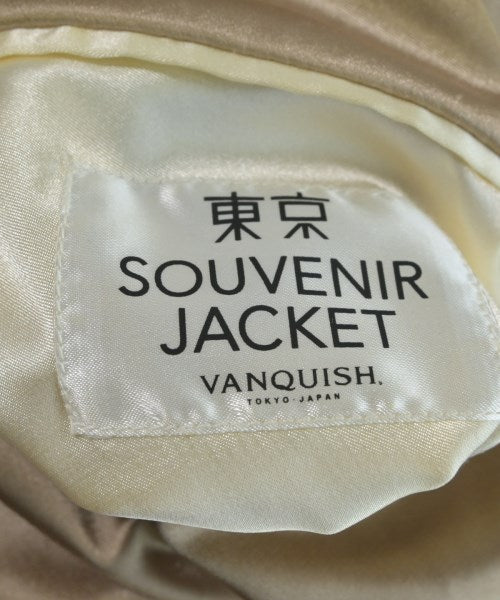 東京
SOUVENIR
JACKET
VANQUISH.
TOKYO·JAPAN